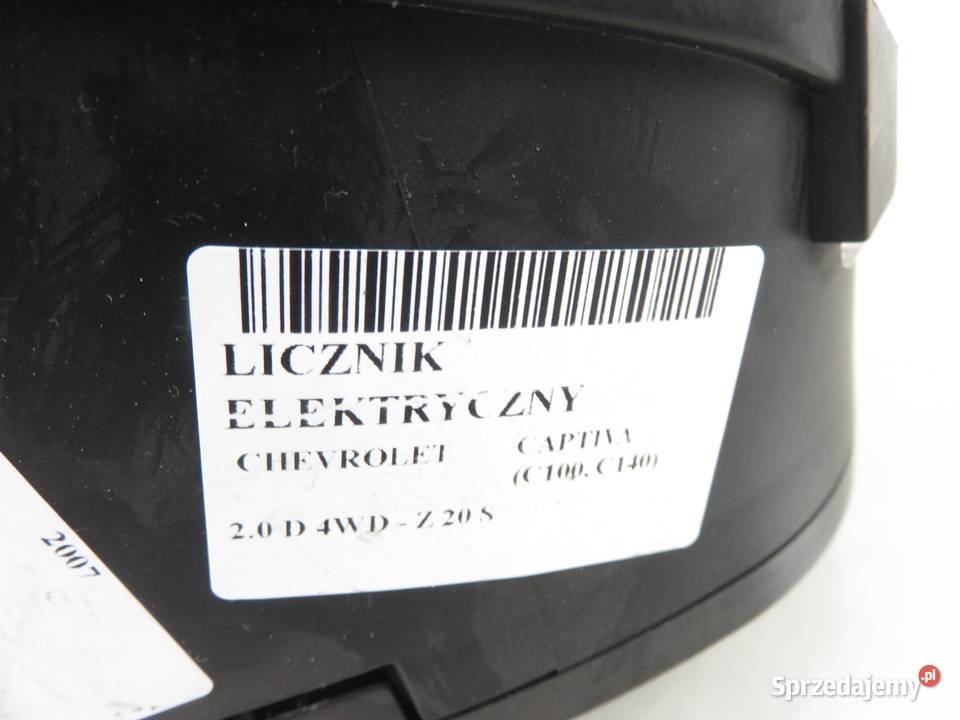 LICZNIK
ELEKTRYCZNY
CHEVROLET CAPTIVA
(C100, C140)
2.0 D 4WD - Z 20 S
2007
Sprzedajemy.pl